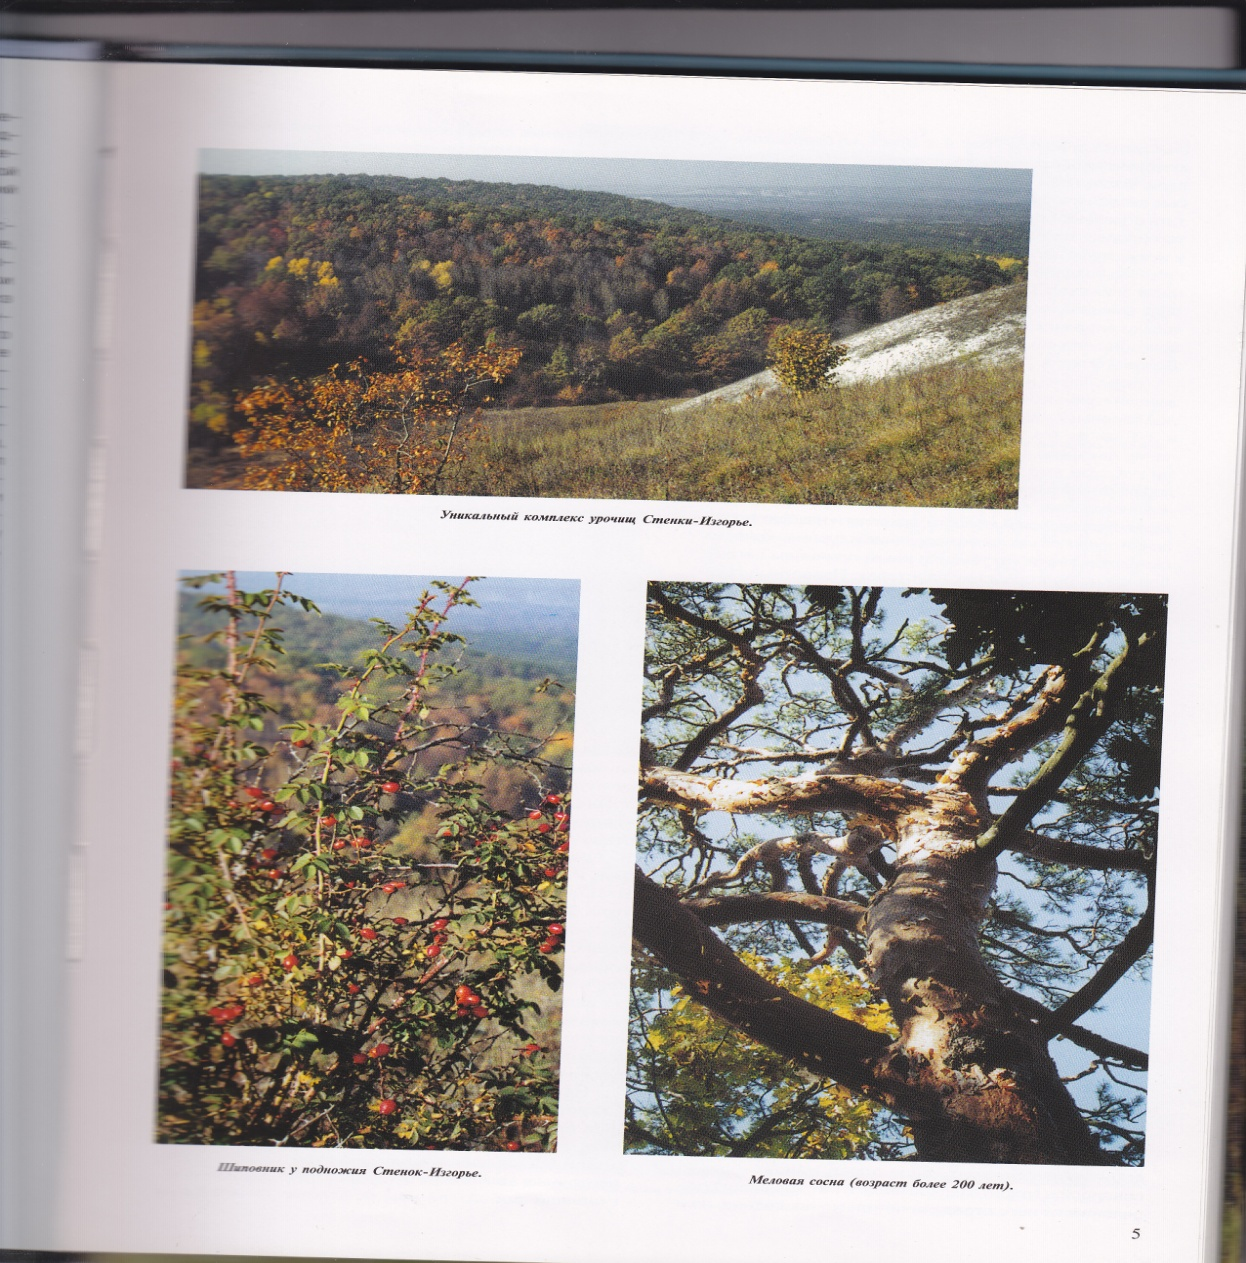 Уникальный комплекс урочищ Стенки-Изгорье.
Шиповник у подножия Стенок-Изгорье.
Меловая сосна (возраст более 200 лет).
5